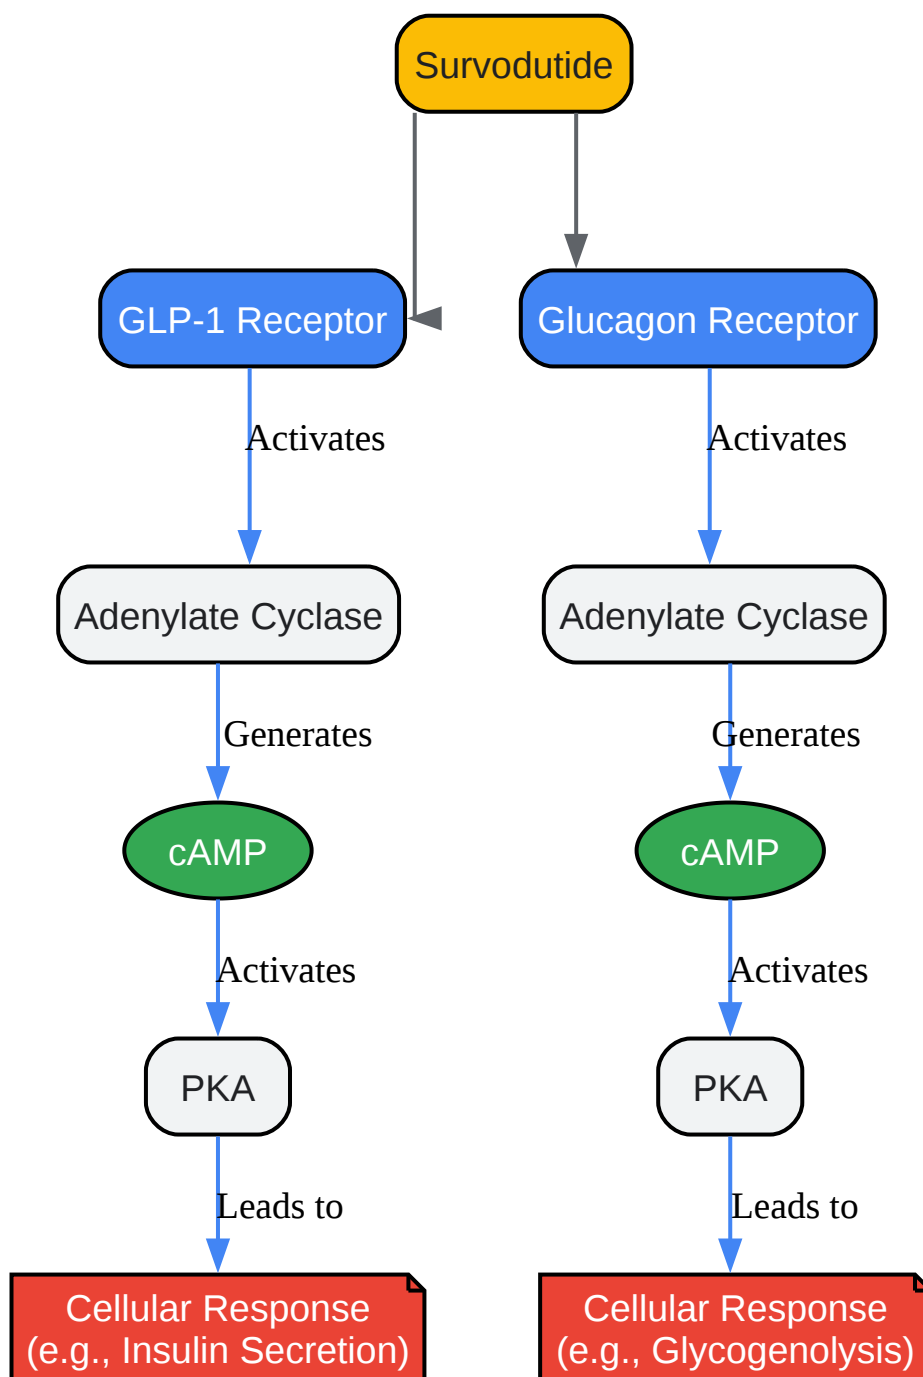 Survodutide
GLP-1 Receptor
Glucagon Receptor
Activates
Activates
Adenylate Cyclase
Adenylate Cyclase
Generates
Generates
cAMP
cAMP
Activates
Activates
PKA
PKA
Leads to
Leads to
Cellular Response
(e.g., Insulin Secretion)
Cellular Response
(e.g., Glycogenolysis)